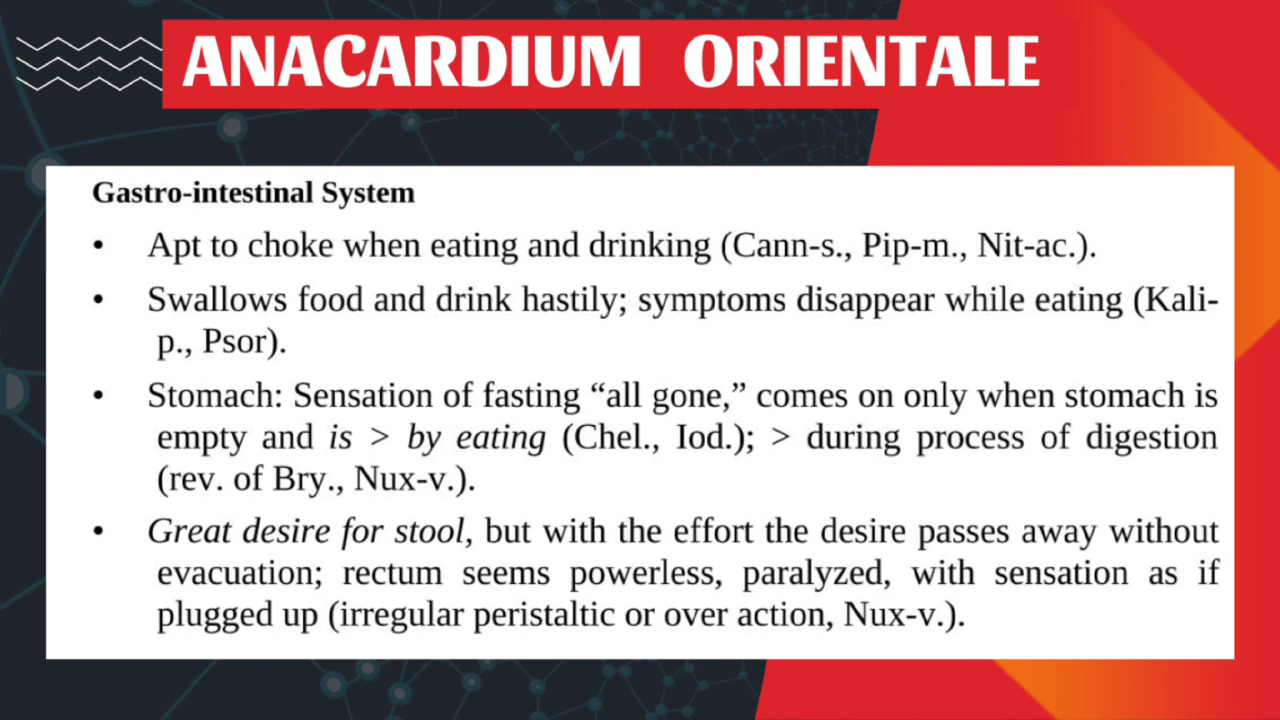 ANACARDIUM ORIENTALE
Gastro-intestinal System
• Apt to choke when eating and drinking (Cann-s., Pip-m., Nit-ac.).
• Swallows food and drink hastily; symptoms disappear while eating (Kali-
p., Psor).
• Stomach: Sensation of fasting “all gone,” comes on only when stomach is
empty and is > by eating (Chel., Iod.); > during process of digestion
(rev. of Bry., Nux-v.).
• Great desire for stool, but with the effort the desire passes away without
evacuation; rectum seems powerless, paralyzed, with sensation as if
plugged up (irregular peristaltic or over action, Nux-v.).